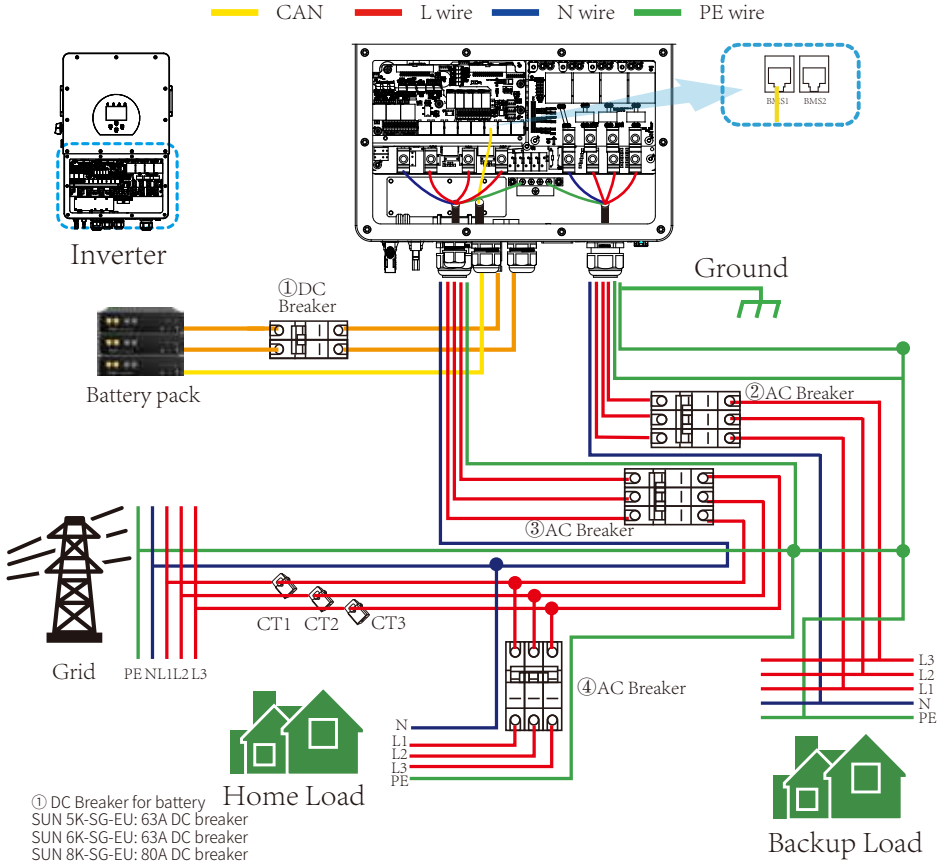 CAN L wire N wire PE wire
BMS1 BMS2
Inverter
Ground
①DC
Breaker
Battery pack
②AC Breaker
③AC Breaker
CT1 CT2 CT3
Grid
PE N L1 L2 L3
④AC Breaker
L3
L2
L1
N
PE
N
L1
L2
L3
PE
Home Load
Backup Load
① DC Breaker for battery
SUN 5K-SG-EU: 63A DC breaker
SUN 6K-SG-EU: 63A DC breaker
SUN 8K-SG-EU: 80A DC breaker